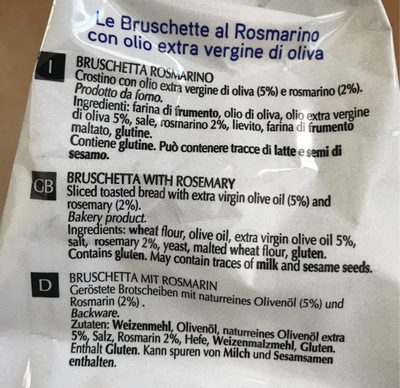 Le Bruschette al Rosmarino
con olio extra vergine di oliva
I BRUSCHETTA ROSMARINO
Crostino con olio extra vergine di oliva (5%) e rosmarino (2%).
Prodotto da forno.
Ingredienti: farina di frumento, olio di oliva, olio extra vergine
di oliva 5%, sale, rosmarino 2%, lievito, farina di frumento
maltato, glutine.
Contiene glutine. Può contenere tracce di latte e semi di
sesamo.
GB BRUSCHETTA WITH ROSEMARY
Sliced toasted bread with extra virgin olive oil (5%) and
rosemary (2%).
Bakery product.
Ingredients: wheat flour, olive oil, extra virgin olive oil 5%,
salt, rosemary 2%, yeast, malted wheat flour, gluten.
Contains gluten. May contain traces of milk and sesame seeds.
D BRUSCHETTA MIT ROSMARIN
Geröstete Brotscheiben mit naturreines Olivenöl (5%) und
Rosmarin (2%) .
Backware.
Zutaten: Weizenmehl, Olivenöl, naturreines Olivenöl extra
5%, Salz, Rosmarin 2%, Hefe, Weizenmalzmehl, Gluten.
Enthalt Gluten. Kann spuren von Milch und Sesamsamen
enthalten.